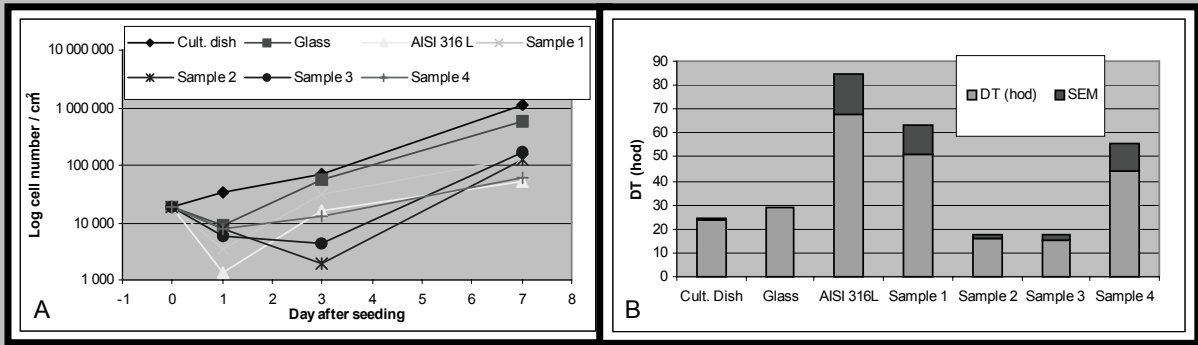 Cult. dish Glass AISI 316 L Sample 1
Sample 2 Sample 3 Sample 4
Log cell number / cm²
10 000 000
1 000 000
100 000
10 000
1 000
-1 0 1 2 3 4 5 6 7 8
Day after seeding
A
DT (hod) SEM
DT (hod)
90
80
70
60
50
40
30
20
10
0
Cult. Dish Glass AISI 316L Sample 1 Sample 2 Sample 3 Sample 4
B